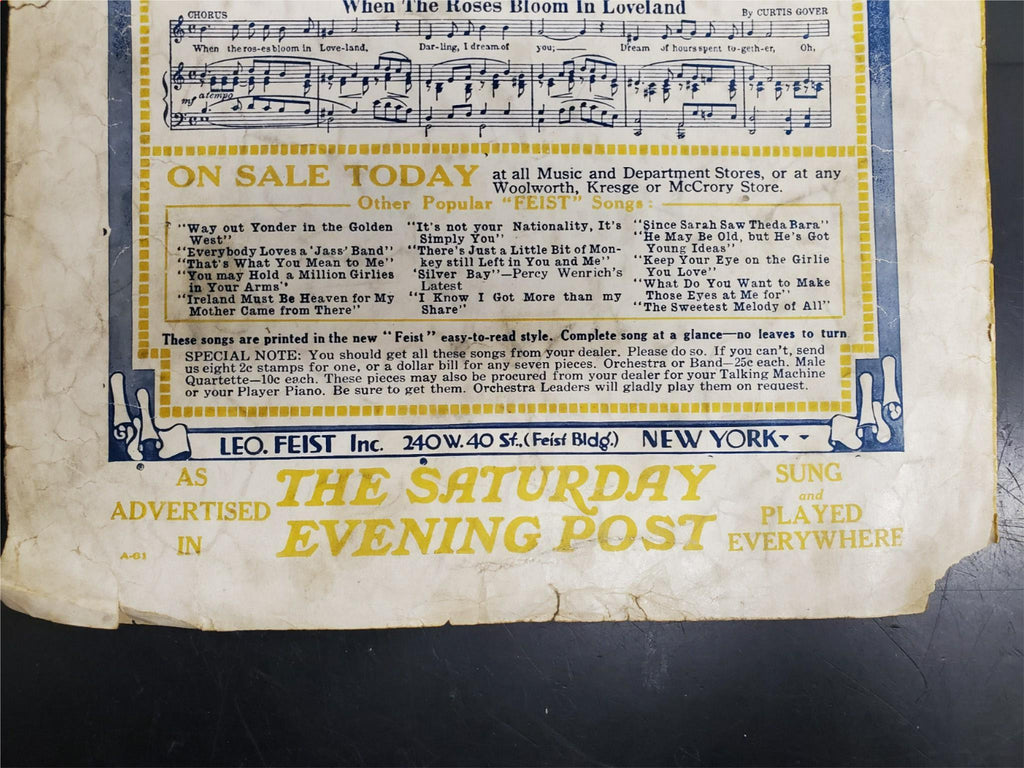 When The Roses Bloom In Loveland
CHORUS
By CURTIS GOVER
When the ros-es bloom in Love-land, Dar-ling, I dream of you; Dream of hours spent to-geth-er, Oh,
mf a tempo
ON SALE TODAY
at all Music and Department Stores, or at any
Woolworth, Kresge or McCrory Store.
Other Popular "FEIST" Songs:
"Way out Yonder in the Golden
West"
"Everybody Loves a 'Jass' Band"
"That's What You Mean to Me"
"You may Hold a Million Girlies
in Your Arms"
"Ireland Must Be Heaven for My
Mother Came from There"
"It's not your Nationality, It's
Simply You"
"There's Just a Little Bit of Mon-
key still Left in You and Me"
'Silver Bay"—Percy Wenrich's
Latest
"I Know I Got More than my
Share"
"Since Sarah Saw Theda Bara"
"He May Be Old, but He's Got
Young Ideas"
"Keep Your Eye on the Girlie
You Love"
"What Do You Want to Make
Those Eyes at Me for"
"The Sweetest Melody of All"
These songs are printed in the new "Feist" easy-to-read style. Complete song at a glance—no leaves to turn
SPECIAL NOTE: You should get all these songs from your dealer. Please do so. If you can't, send
us eight 2c stamps for one, or a dollar bill for any seven pieces. Orchestra or Band—25c each. Male
Quartette—10c each. These pieces may also be procured from your dealer for your Talking Machine
or your Player Piano. Be sure to get them. Orchestra Leaders will gladly play them on request.
LEO. FEIST Inc. 240 W. 40 St., (Feist Bldg.) NEW YORK
AS
ADVERTISED
IN
THE SATURDAY
EVENING POST
SUNG
and
PLAYED
EVERYWHERE
A-61